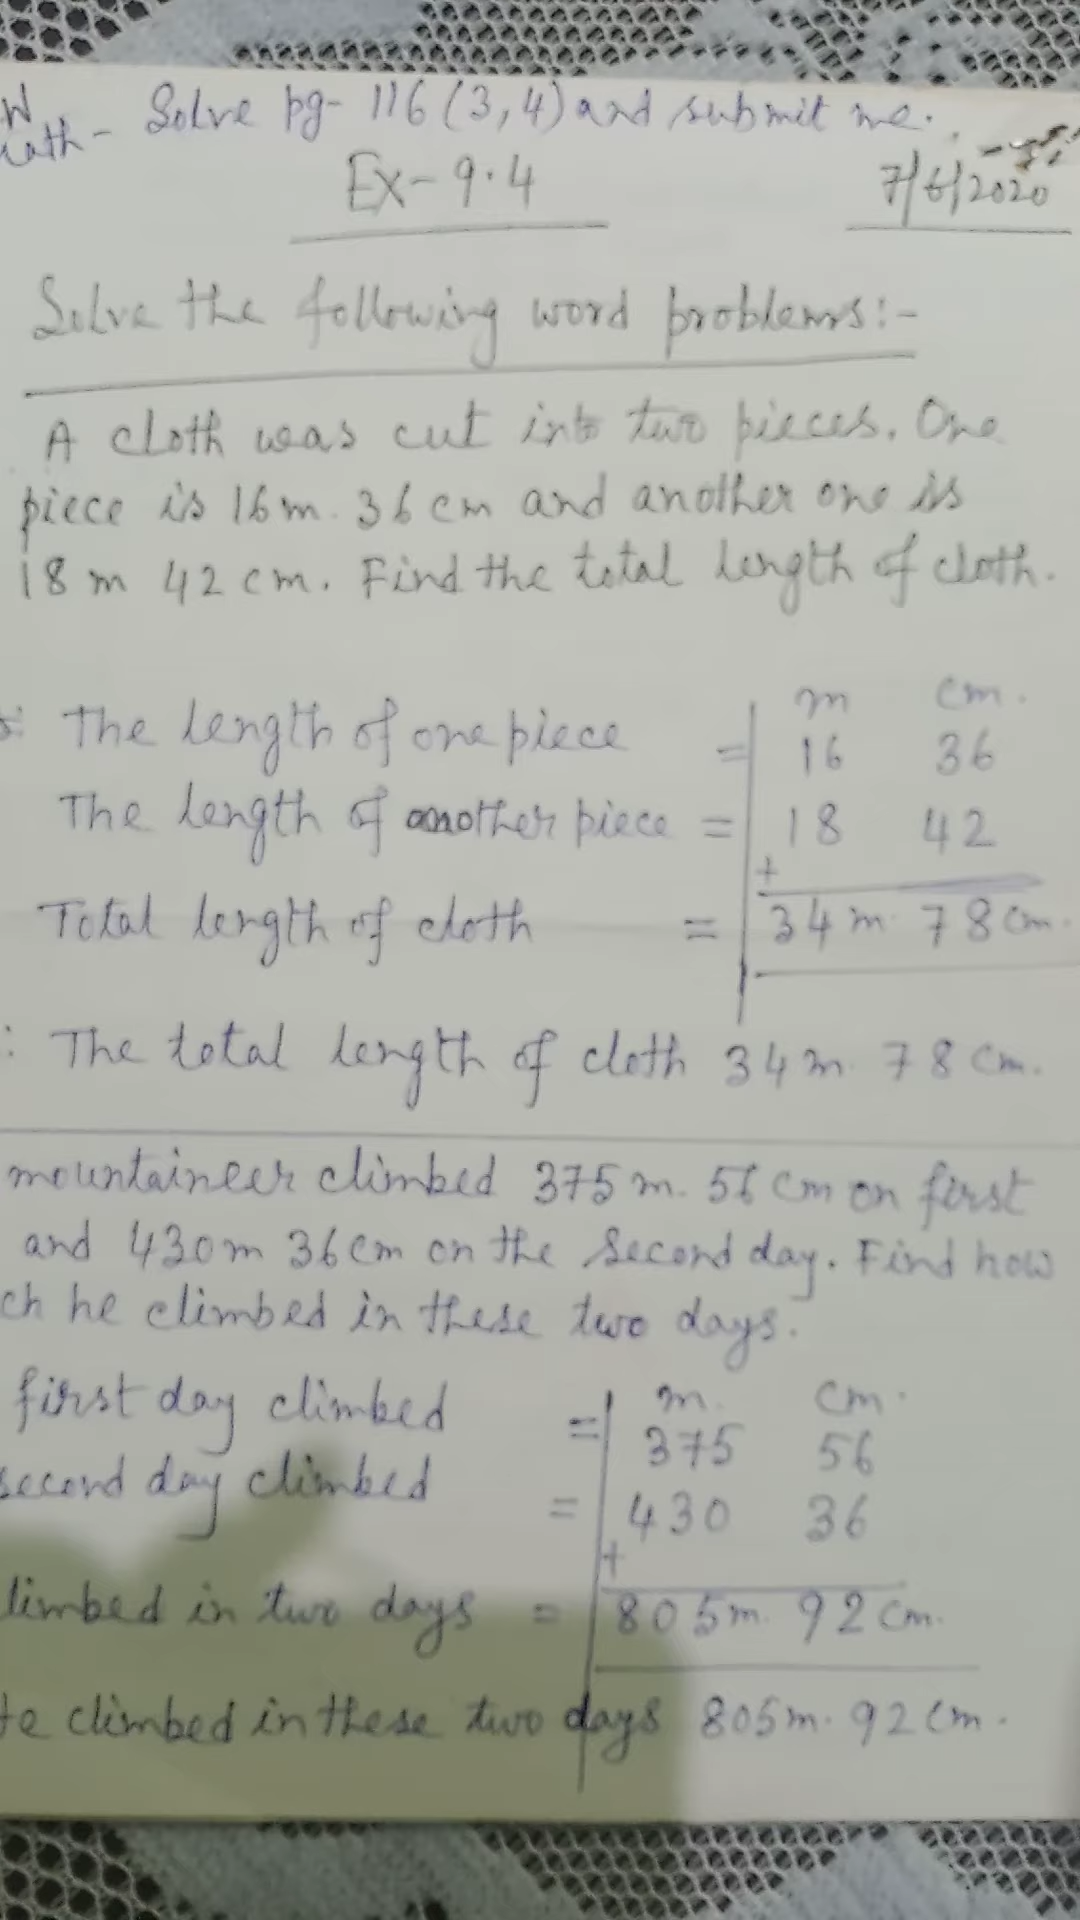 W
Math - Solve pg- 116 (3,4) and submit me.
Ex- 9.4
7/6/2020
Solve the following word problems:-
A cloth was cut into two pieces. One
piece is 16m. 36 cm and another one is
18 m 42 cm. Find the total length of cloth.
m cm.
: The length of one piece = 16 36
The length of another piece = 18 42
+
Total length of cloth = 34 m. 78 cm.
: The total length of cloth 34 m. 78 cm.
mountaineer climbed 375 m. 56 cm on first
and 430m 36 cm on the second day. Find how
ch he climbed in these two days.
m. cm.
first day climbed = 375 56
second day climbed = 430 36
+
limbed in two days = 805m. 92 cm.
He climbed in these two days 805m. 92 cm.